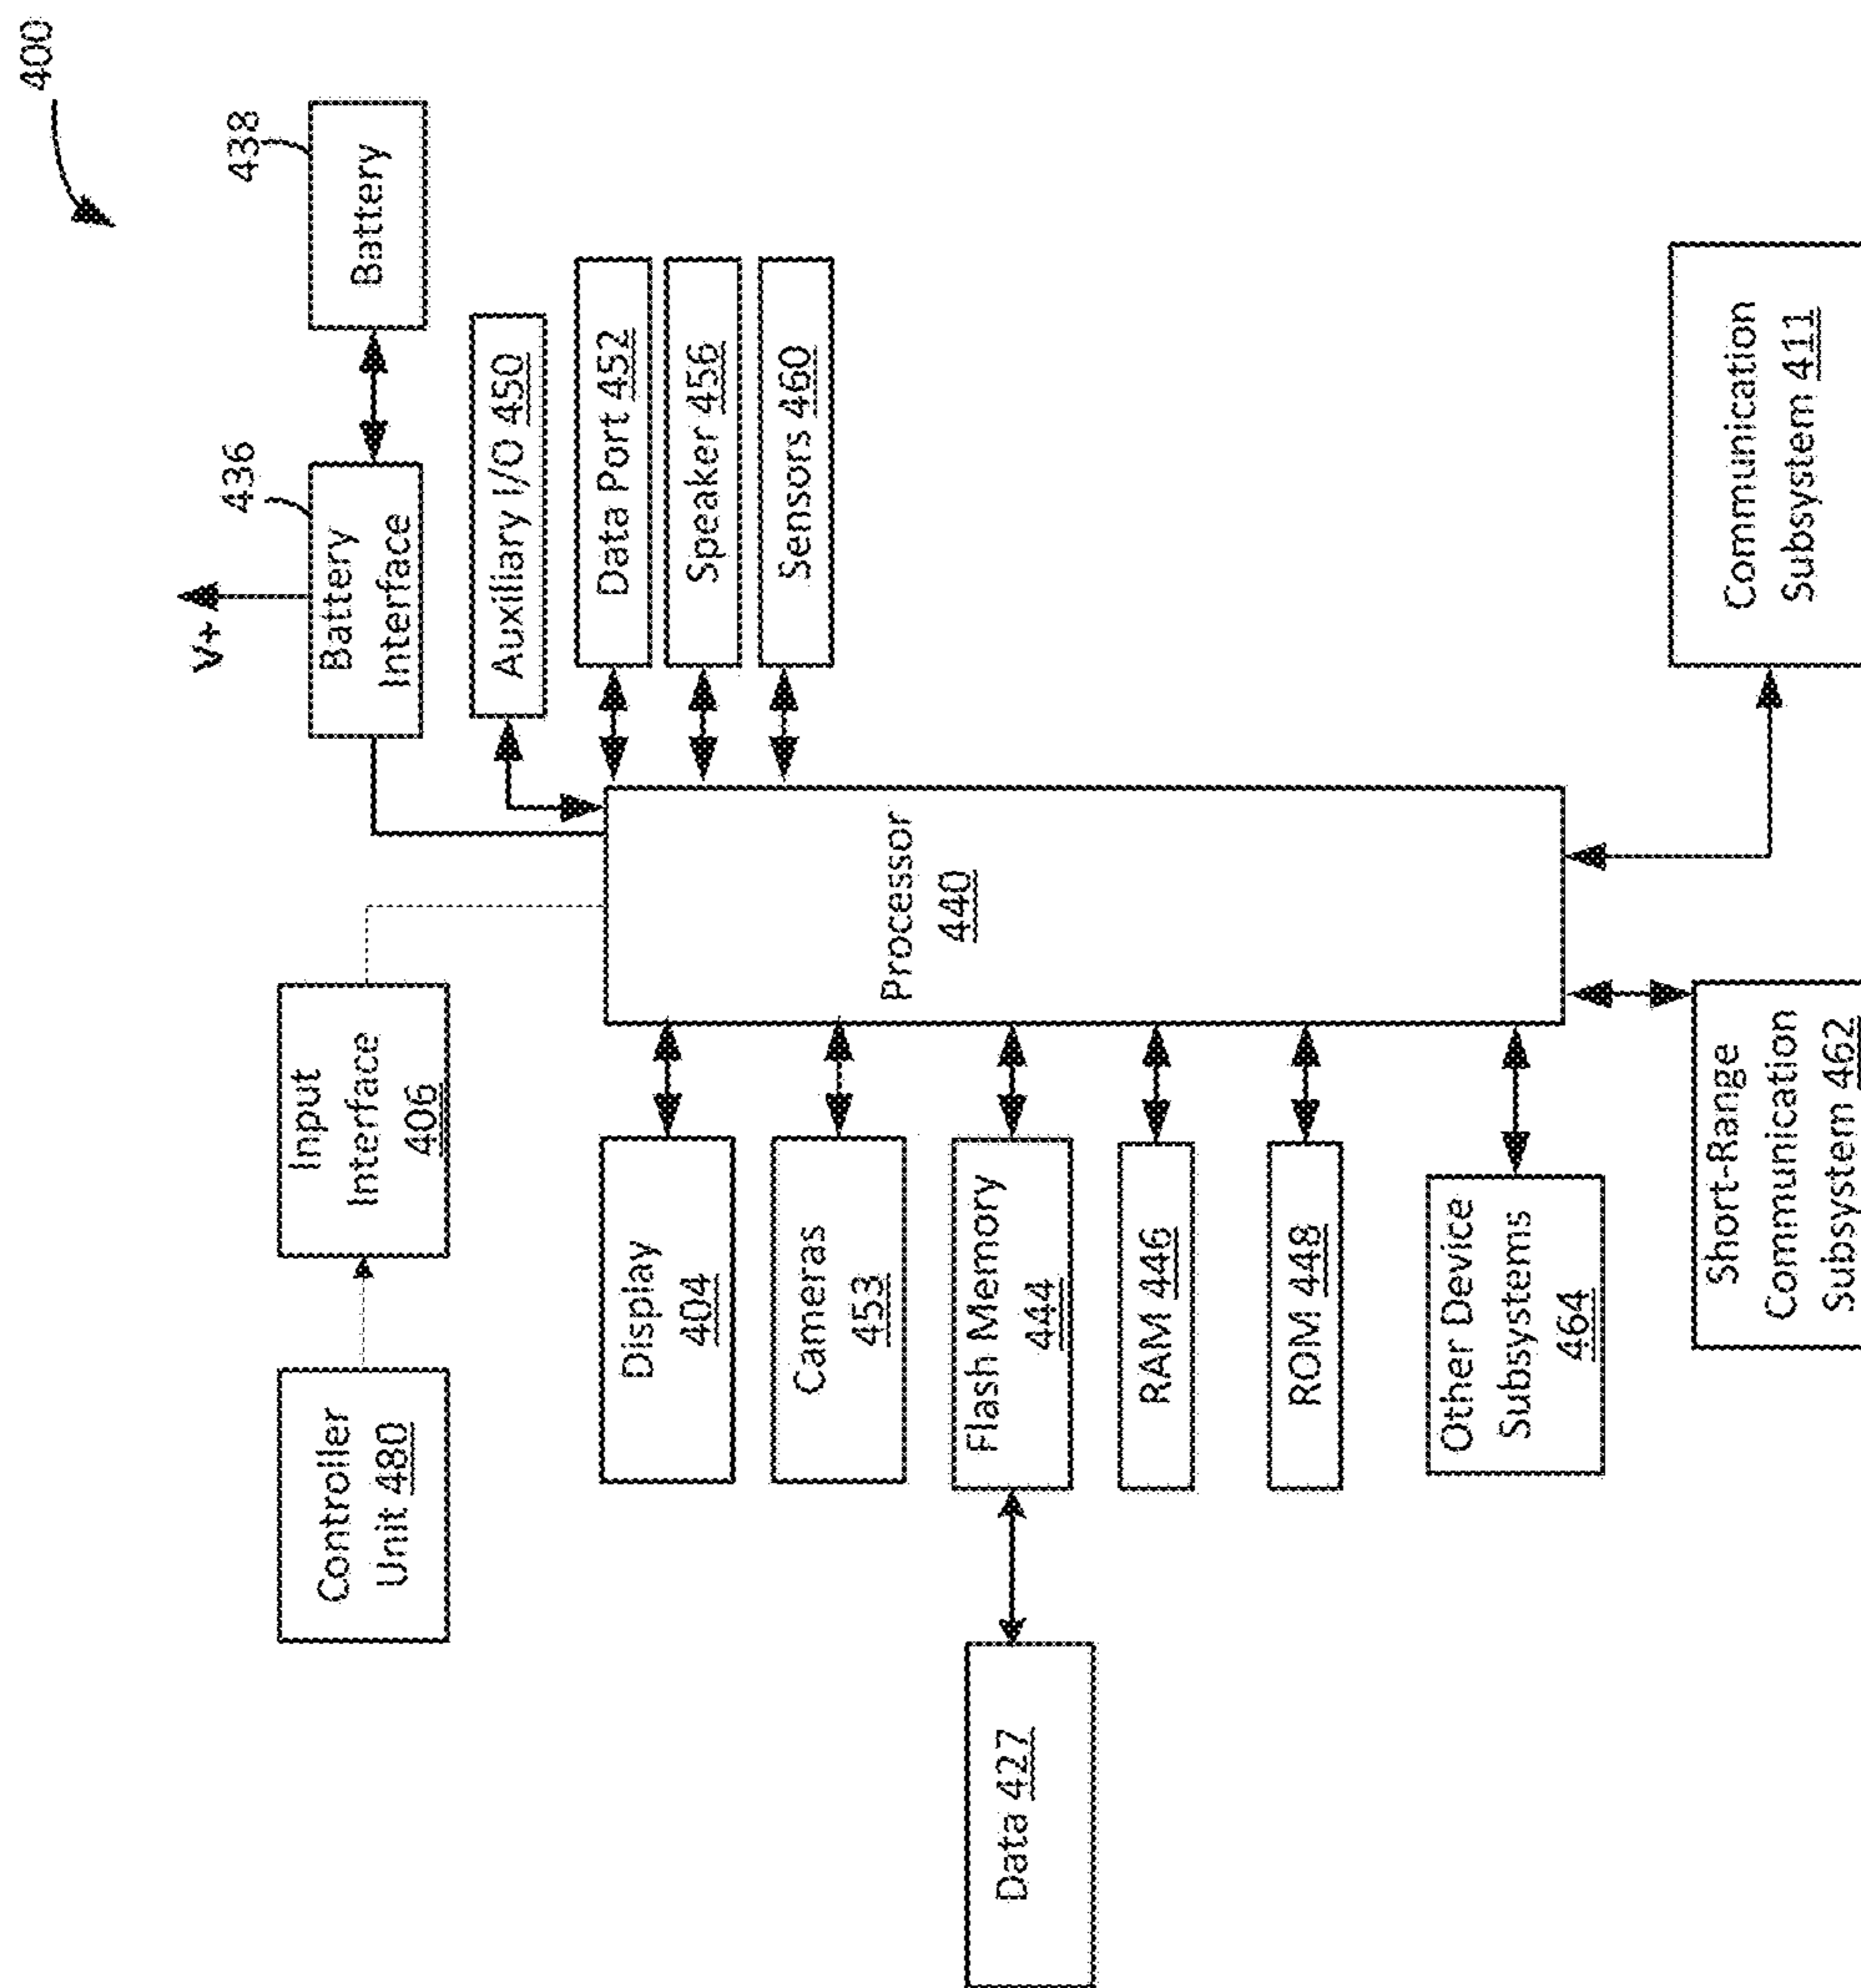 400
V+
436
438
Battery
Interface
Battery
Input
Interface
406
Controller
Unit 480
Auxiliary I/O 450
Data Port 452
Speaker 456
Sensors 460
Processor
440
Display
404
Cameras
453
Flash Memory
444
Data 427
RAM 446
ROM 448
Other Device
Subsystems
464
Short-Range
Communication
Subsystem 462
Communication
Subsystem 411